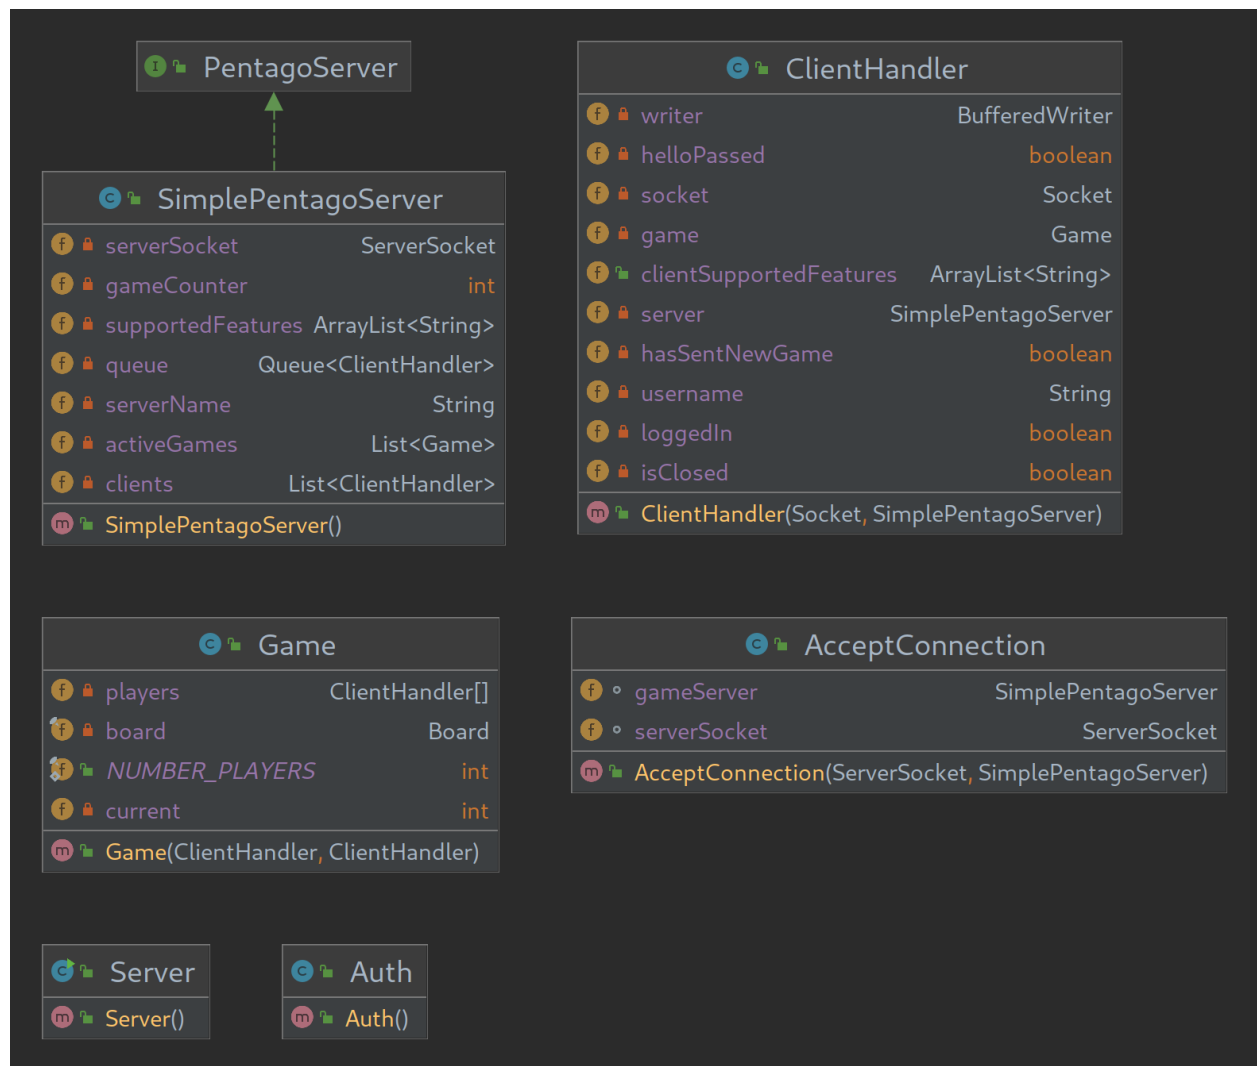 PentagoServer
SimplePentagoServer
serverSocket ServerSocket
gameCounter int
supportedFeatures ArrayList<String>
queue Queue<ClientHandler>
serverName String
activeGames List<Game>
clients List<ClientHandler>
SimplePentagoServer()
ClientHandler
writer BufferedWriter
helloPassed boolean
socket Socket
game Game
clientSupportedFeatures ArrayList<String>
server SimplePentagoServer
hasSentNewGame boolean
username String
loggedIn boolean
isClosed boolean
ClientHandler(Socket, SimplePentagoServer)
Game
players ClientHandler[]
board Board
NUMBER_PLAYERS int
current int
Game(ClientHandler, ClientHandler)
AcceptConnection
gameServer SimplePentagoServer
serverSocket ServerSocket
AcceptConnection(ServerSocket, SimplePentagoServer)
Server
Server()
Auth
Auth()